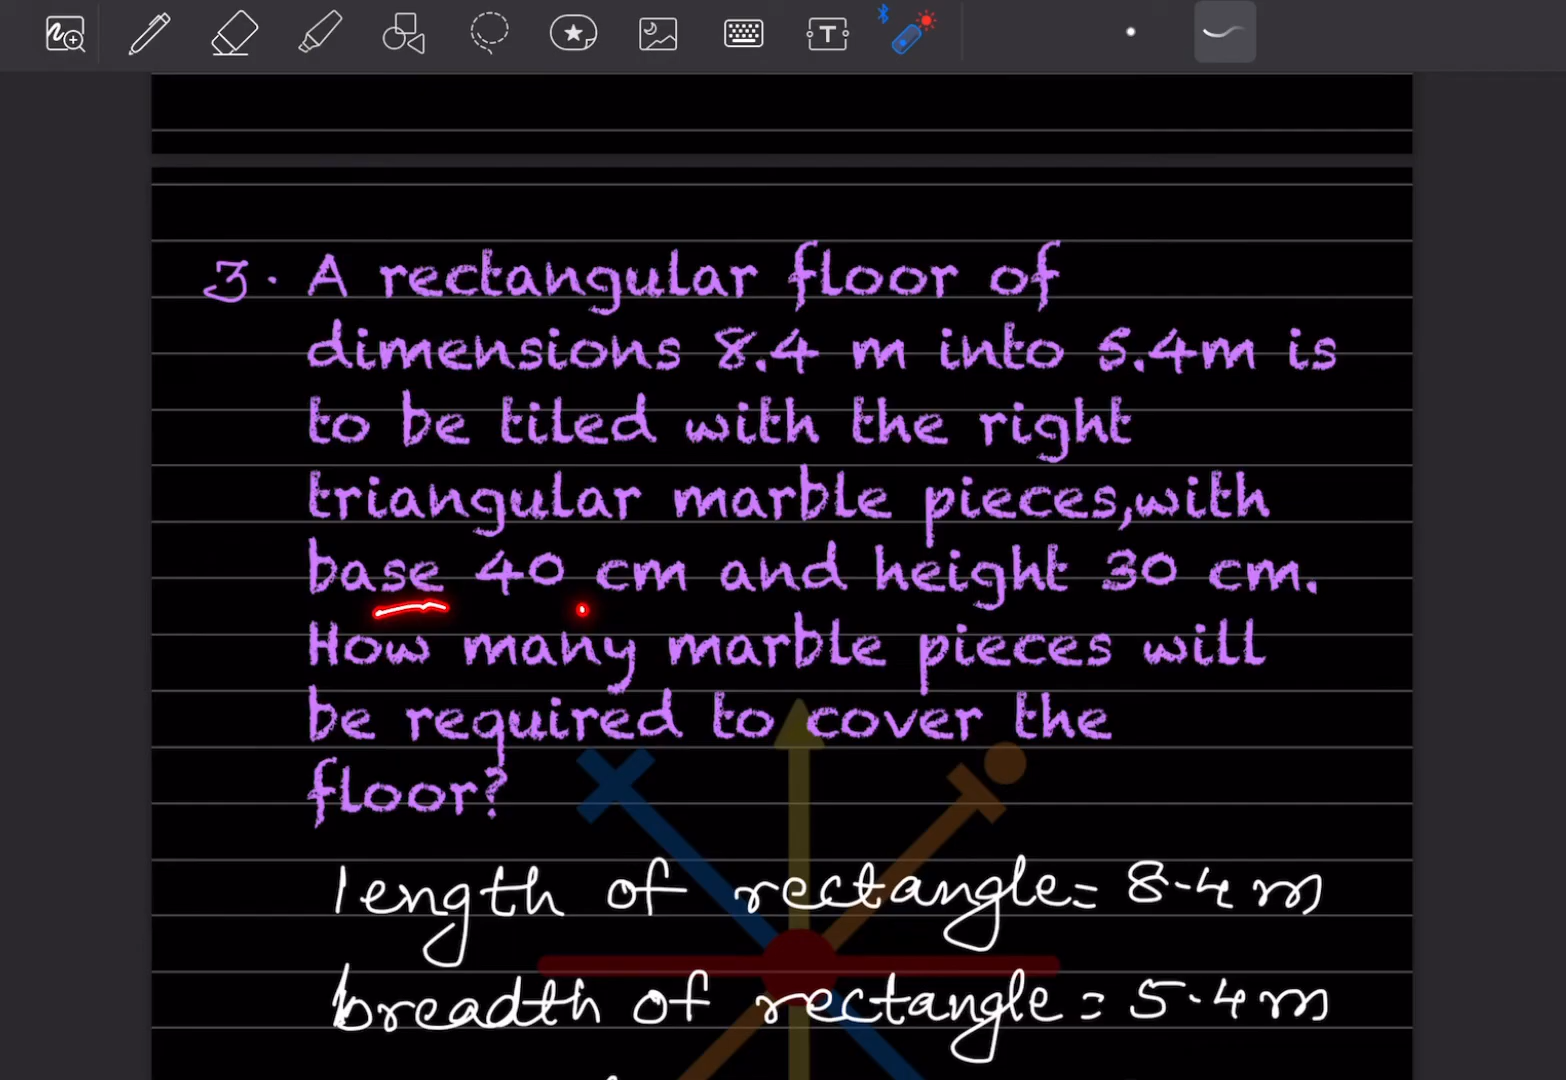 3. A rectangular floor of
dimensions 8.4 m into 5.4m is
to be tiled with the right
triangular marble pieces,with
base 40 cm and height 30 cm.
How many marble pieces will
be required to cover the
floor?
length of rectangle= 8.4 m
breadth of rectangle = 5.4 m